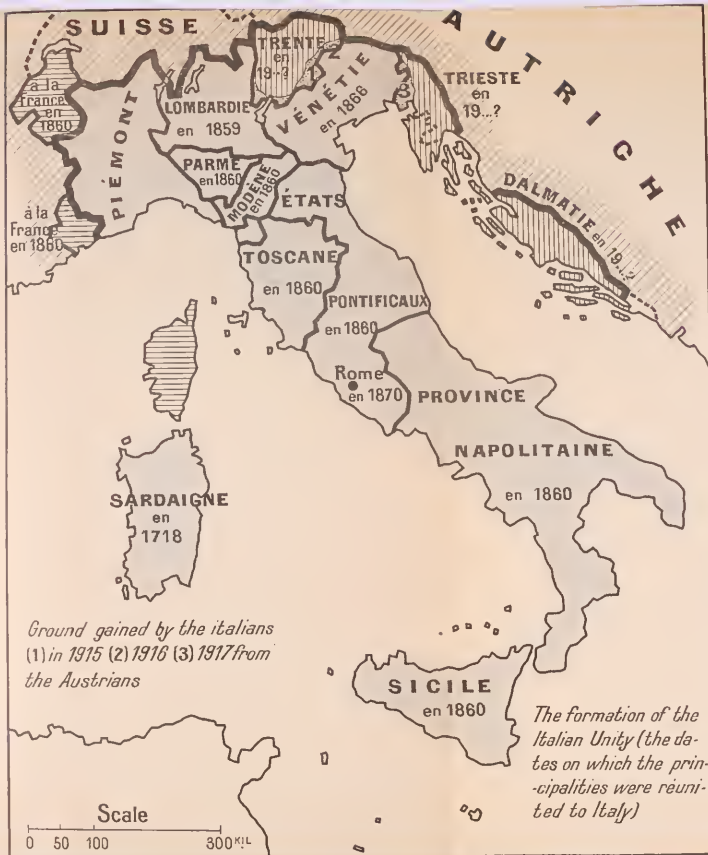 SUISSE
AUTRICHE
TRENTE
en
19...?
1
2
3
VÉNÉTIE
en 1866
TRIESTE
en
19...?
à la
France
en
1860
PIÉMONT
LOMBARDIE
en 1859
PARME
en 1860
MODÈNE
en 1860
ÉTATS
DALMATIE en 19...?
á la
France
en 1860
TOSCANE
en 1860
PONTIFICAUX
en 1860
Rome
en 1870
PROVINCE
NAPOLITAINE
en 1860
SARDAIGNE
en
1718
Ground gained by the italians
(1) in 1915 (2) 1916 (3) 1917 from
the Austrians
SICILE
en 1860
The formation of the
Italian Unity (the da-
tes on which the prin-
-cipalities were réuni-
ted to Italy)
Scale
0 50 100 300 KIL